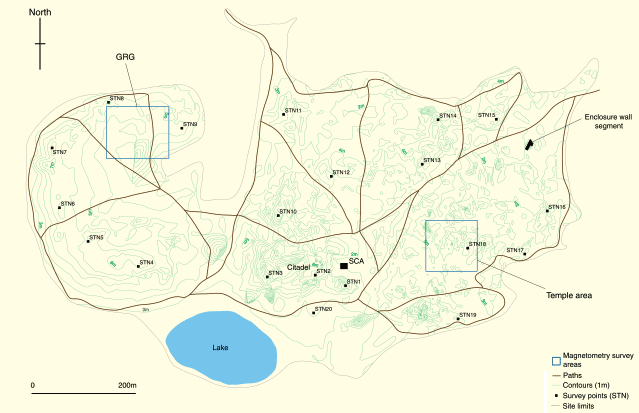 North
GRG
STN8
STN9
STN7
STN6
STN5
STN4
STN11
STN14
STN15
Enclosure wall
segment
STN13
STN12
STN10
STN16
STN18
STN17
Citadel
SCA
STN3
STN2
STN1
STN20
STN19
Temple area
Lake
0 200m
Magnetometry survey
areas
Paths
Contours (1m)
Survey points (STN)
Site limits